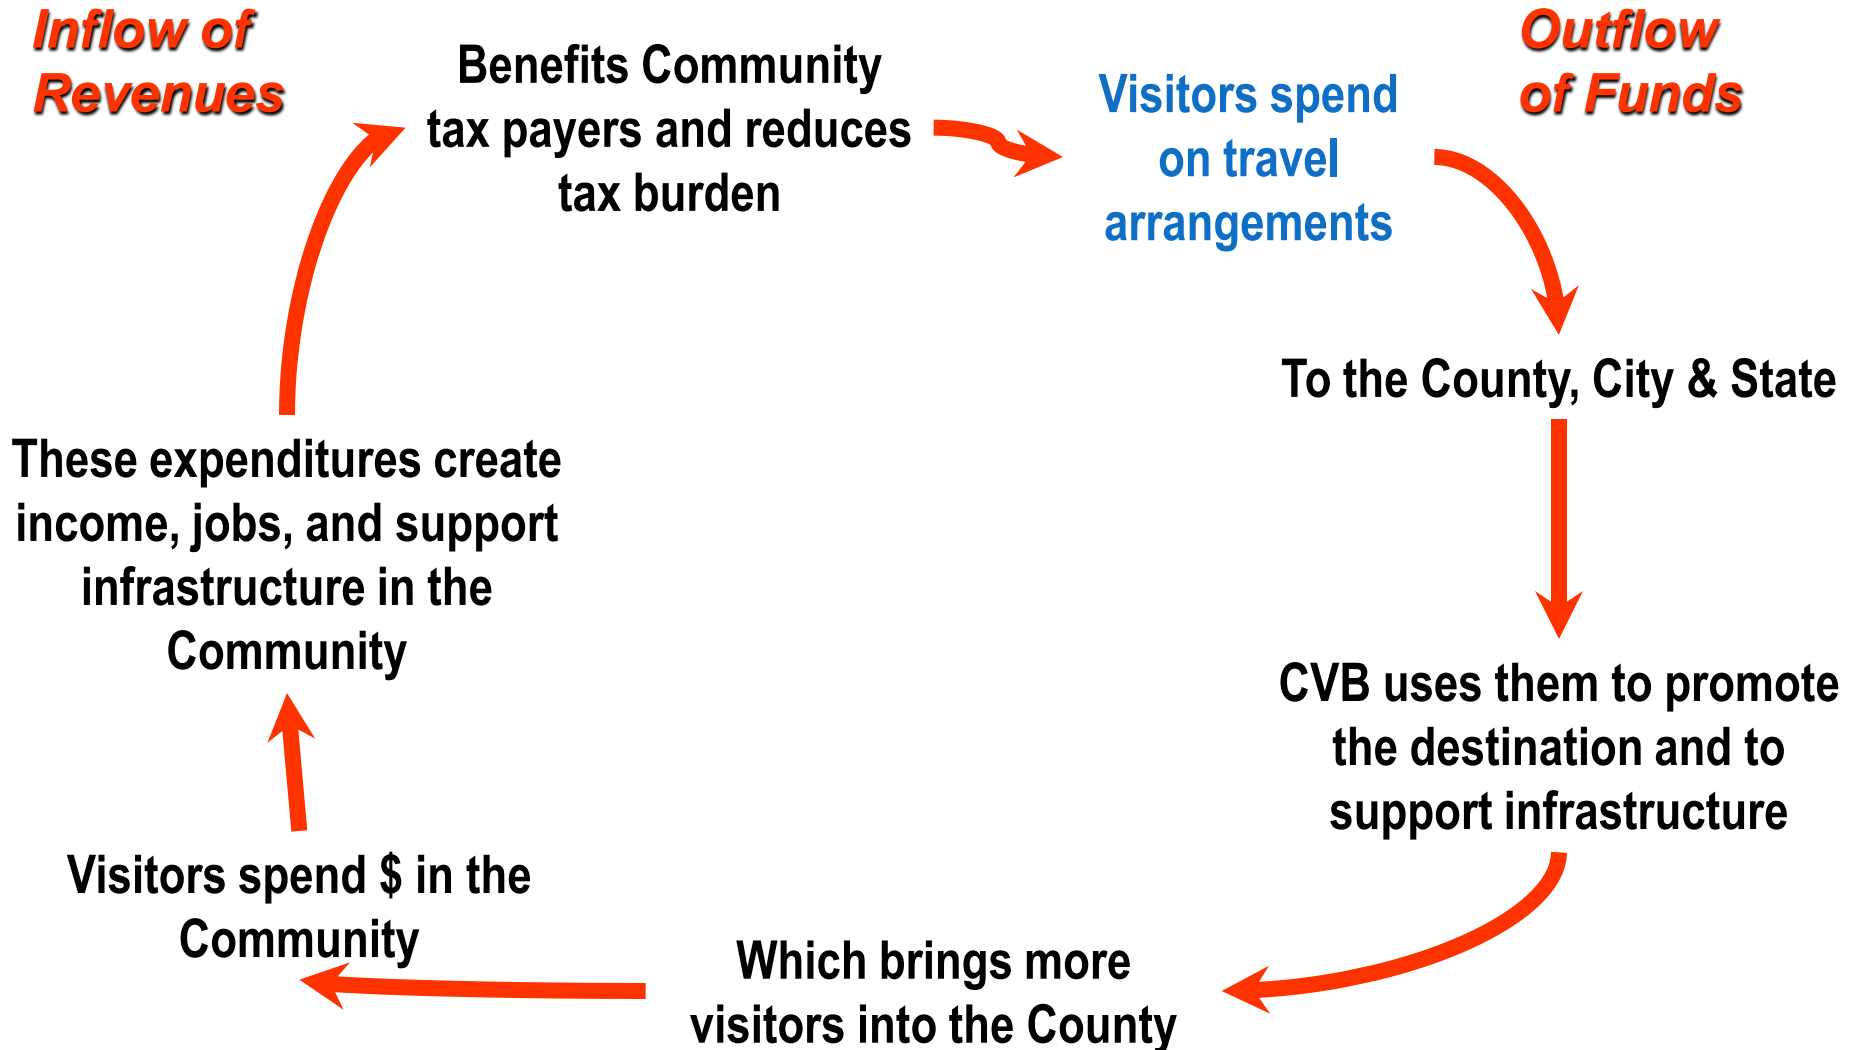 Inflow of
Revenues
Benefits Community
tax payers and reduces
tax burden
Visitors spend
on travel
arrangements
Outflow
of Funds
To the County, City & State
CVB uses them to promote
the destination and to
support infrastructure
Which brings more
visitors into the County
Visitors spend $ in the
Community
These expenditures create
income, jobs, and support
infrastructure in the
Community